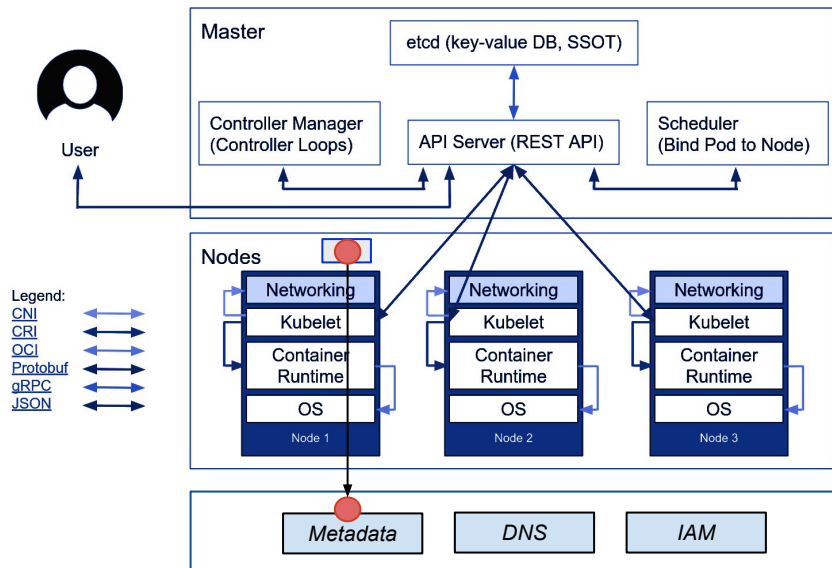 Master
etcd (key-value DB, SSOT)
Controller Manager
(Controller Loops)
API Server (REST API)
Scheduler
(Bind Pod to Node)
User
Nodes
Networking
Kubelet
Container
Runtime
OS
Node 1
Networking
Kubelet
Container
Runtime
OS
Node 2
Networking
Kubelet
Container
Runtime
OS
Node 3
Legend:
CNI
CRI
OCI
Protobuf
gRPC
JSON
Metadata
DNS
IAM